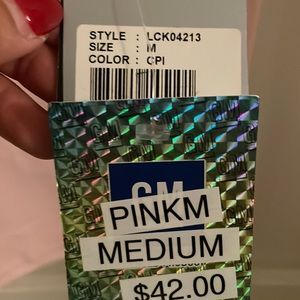 STYLE : LCK04213
SIZE : M
COLOR : CPI
GM
PINKM
MEDIUM
$42.00